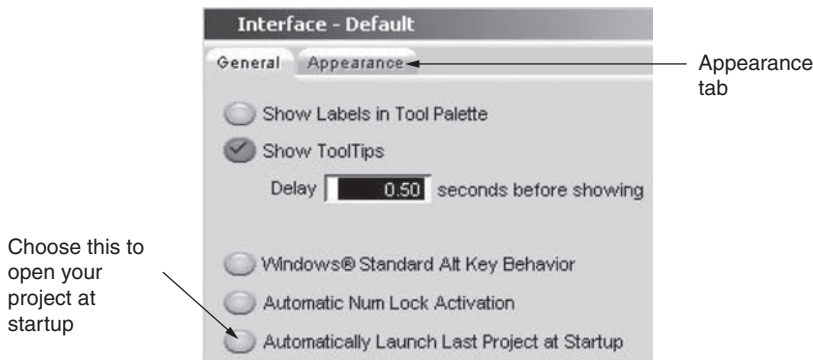 Interface - Default
General Appearance
Appearance
tab
Show Labels in Tool Palette
Show ToolTips
Delay 0.50 seconds before showing
Choose this to
open your
project at
startup
Windows® Standard Alt Key Behavior
Automatic Num Lock Activation
Automatically Launch Last Project at Startup